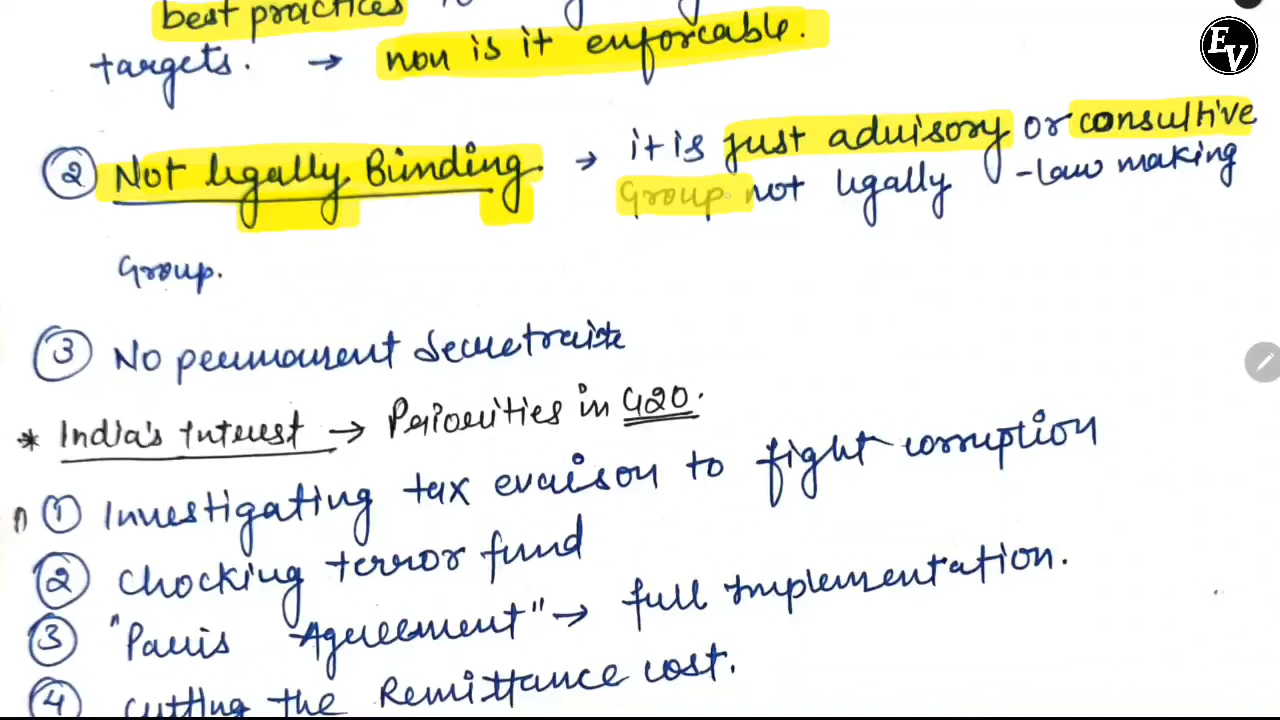 best practices
targets. → non is it enforcable.
② Not legally Binding. → it is just advisory or consultive
Group not legally - law making
Group.
③ No permanent Secretraite
* India's Interest → Priorities in G20.
① Investigating tax evaison to fight corruption
② Chocking terror fund
③ "Paris Agreement" → full Implementation.
④ Cutting the Remittance cost.
EV